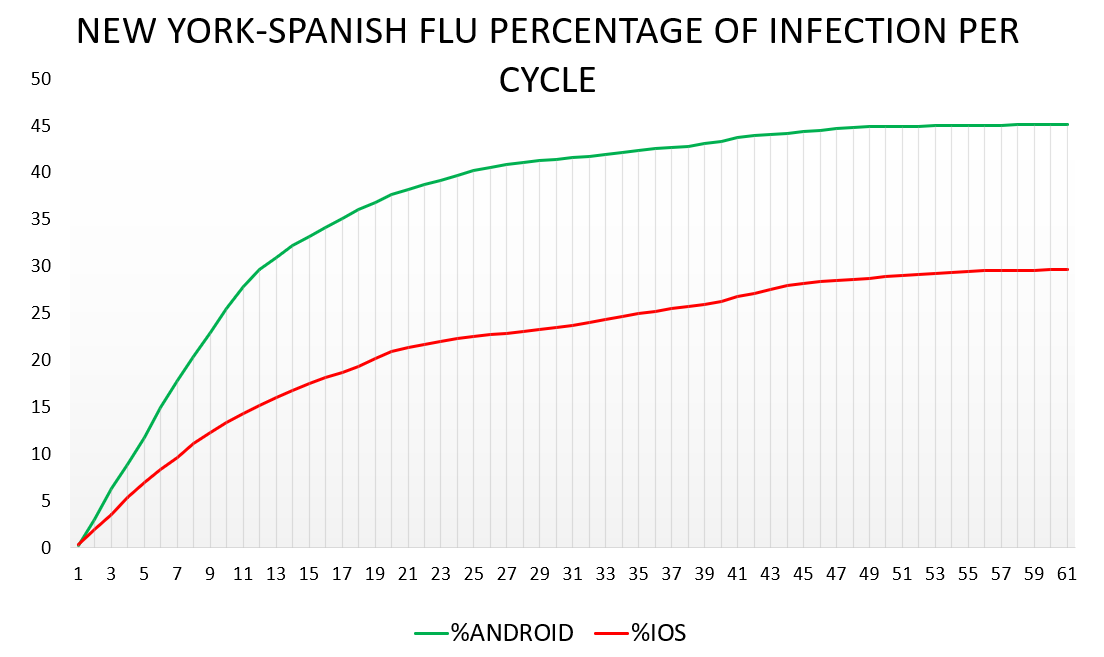 NEW YORK-SPANISH FLU PERCENTAGE OF INFECTION PER
CYCLE
50
45
40
35
30
25
20
15
10
5
0
1 3 5 7 9 11 13 15 17 19 21 23 25 27 29 31 33 35 37 39 41 43 45 47 49 51 53 55 57 59 61
%ANDROID %IOS